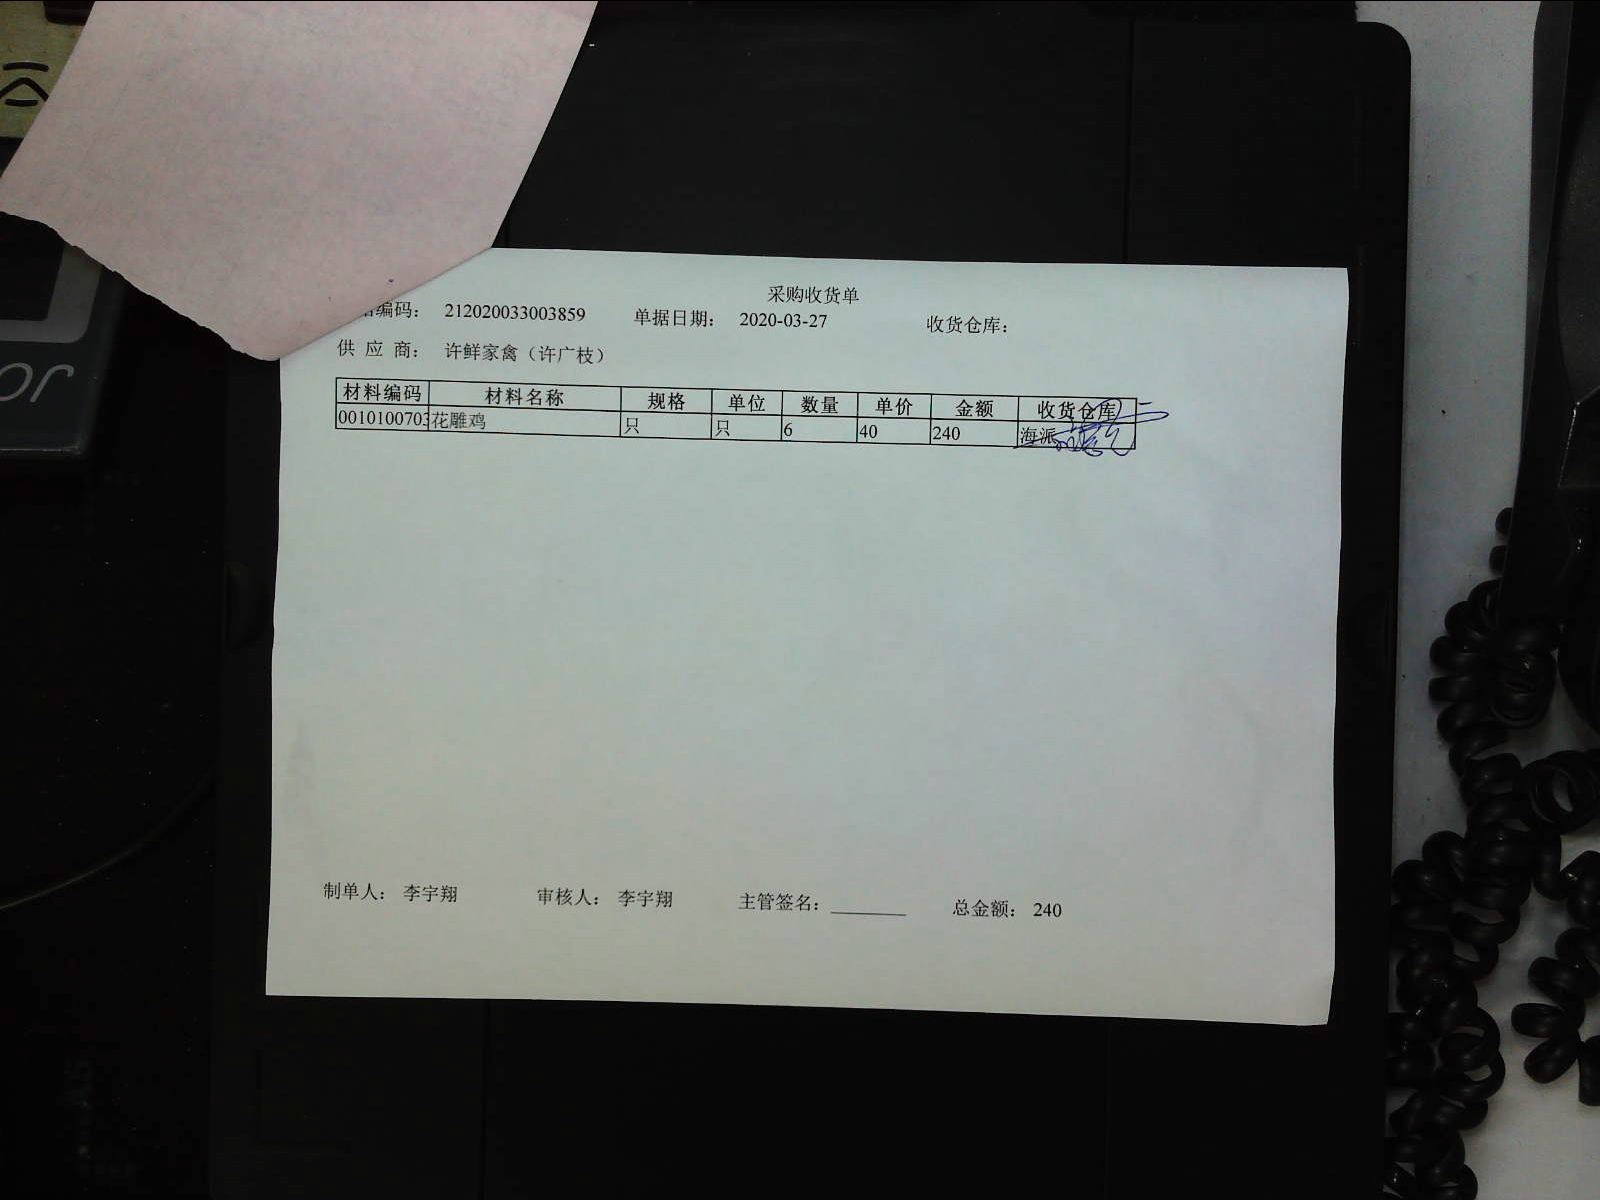 采购收货单
编码： 212020033003859 单据日期： 2020-03-27 收货仓库：
供 应 商： 许鲜家禽（许广枝）
材料编码 材料名称 规格 单位 数量 单价 金额 收货仓库
0010100703 花雕鸡 只 只 6 40 240 海派
制单人： 李宇翔 审核人： 李宇翔 主管签名： 总金额： 240